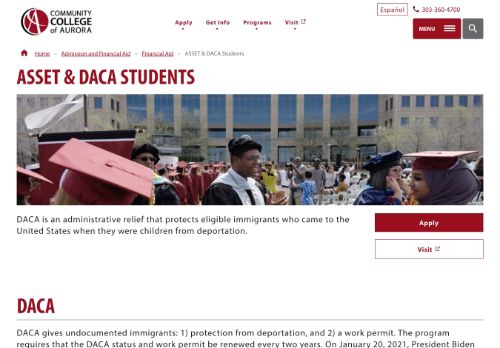 COMMUNITY
COLLEGE
of AURORA
Apply
Get Info
Programs
Visit
Español
303-360-4700
MENU
Home – Admission and Financial Aid – Financial Aid – ASSET & DACA Students
ASSET & DACA STUDENTS
DACA is an administrative relief that protects eligible immigrants who came to the
United States when they were children from deportation.
Apply
Visit
DACA
DACA gives undocumented immigrants: 1) protection from deportation, and 2) a work permit. The program
requires that the DACA status and work permit be renewed every two years. On January 20, 2021, President Biden